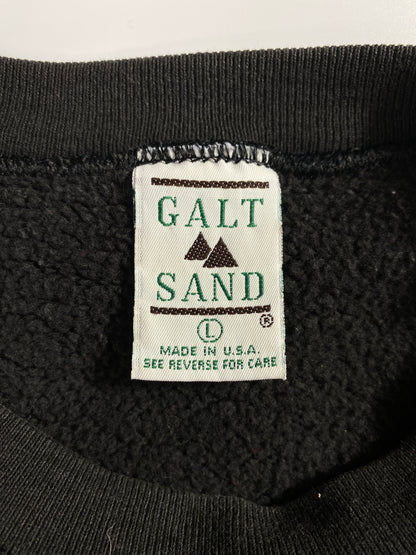 GALT
SAND
®
L
MADE IN U.S.A.
SEE REVERSE FOR CARE